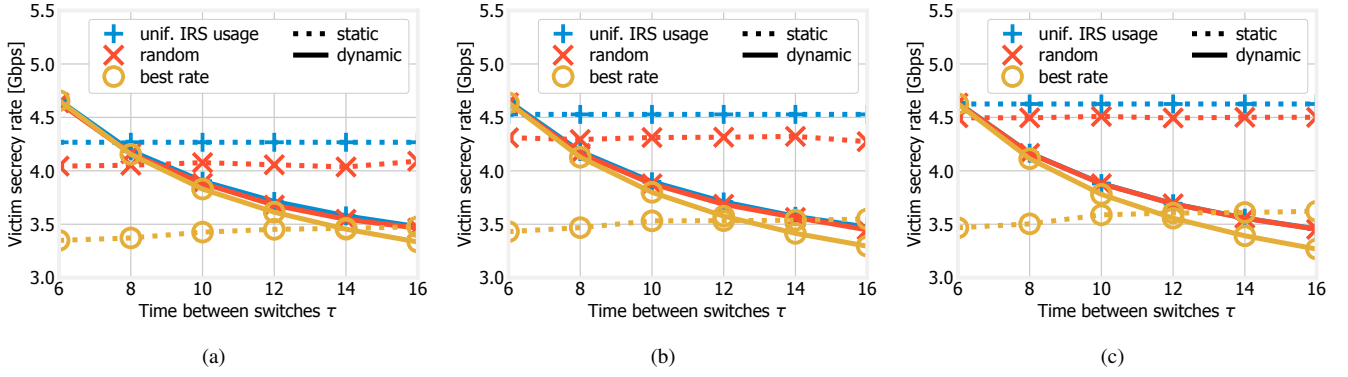 5.5
5.0
4.5
4.0
3.5
3.0
Victim secrecy rate [Gbps]
unif. IRS usage
random
best rate
static
dynamic
6 8 10 12 14 16
Time between switches τ
(a)
5.5
5.0
4.5
4.0
3.5
3.0
Victim secrecy rate [Gbps]
unif. IRS usage
random
best rate
static
dynamic
6 8 10 12 14 16
Time between switches τ
(b)
5.5
5.0
4.5
4.0
3.5
3.0
Victim secrecy rate [Gbps]
unif. IRS usage
random
best rate
static
dynamic
6 8 10 12 14 16
Time between switches τ
(c)